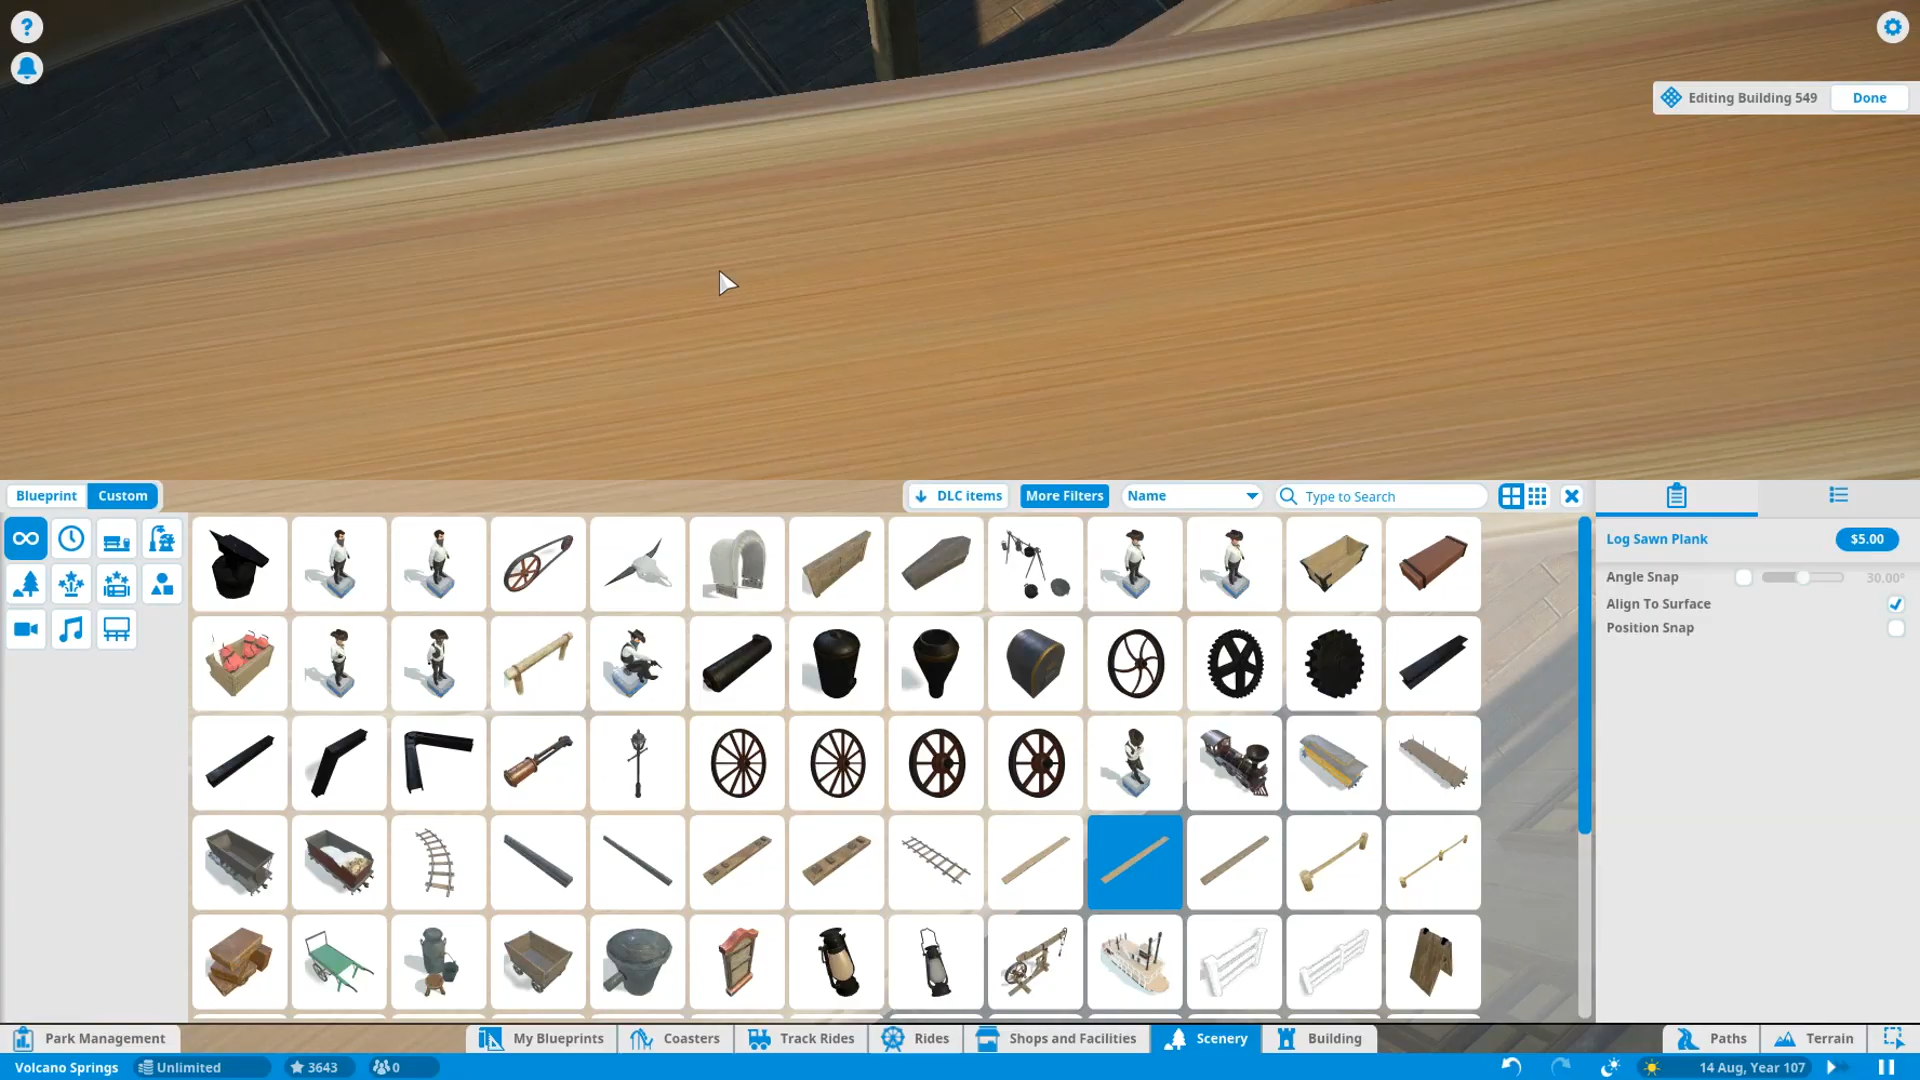 ?
Editing Building 549 Done
Blueprint Custom DLC items More Filters Name Type to Search
Log Sawn Plank $5.00
Angle Snap 30.00°
Align To Surface
Position Snap
Park Management My Blueprints Coasters Track Rides Rides Shops and Facilities Scenery Building Paths Terrain
Volcano Springs Unlimited 3643 0 14 Aug, Year 107